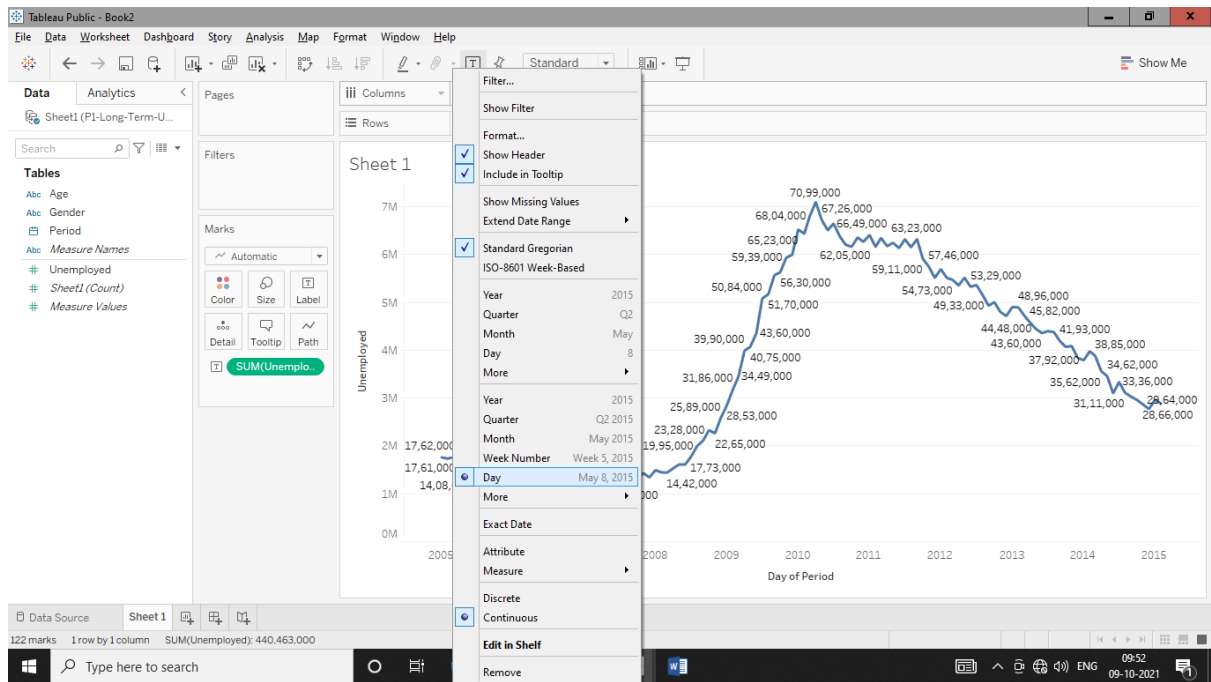 Tableau Public - Book2
File Data Worksheet Dashboard Story Analysis Map Format Window Help
Standard
Show Me
Data Analytics
Sheet1 (P1-Long-Term-U...
Search
Tables
Abc Age
Abc Gender
Period
Abc Measure Names
# Unemployed
# Sheet1 (Count)
# Measure Values
Pages
Filters
Marks
Automatic
Color Size Label
Detail Tooltip Path
SUM(Unemplo..
Columns
Rows
Sheet 1
Filter...
Show Filter
Format...
Show Header
Include in Tooltip
Show Missing Values
Extend Date Range
Standard Gregorian
ISO-8601 Week-Based
Year 2015
Quarter Q2
Month May
Day 8
More
Year 2015
Quarter Q2 2015
Month May 2015
Week Number Week 5, 2015
Day May 8, 2015
More
Exact Date
Attribute
Measure
Discrete
Continuous
Edit in Shelf
Remove
Unemployed
7M
6M
5M
4M
3M
2M
1M
0M
17,62,000
17,61,000
14,08,
70,99,000
68,04,000 67,26,000
66,49,000 63,23,000
65,23,000
59,39,000 62,05,000 57,46,000
59,11,000
50,84,000 56,30,000 54,73,000 53,29,000
51,70,000 49,33,000 48,96,000
45,82,000
39,90,000 43,60,000 44,48,000 41,93,000
43,60,000 38,85,000
40,75,000 37,92,000 34,62,000
31,86,000 34,49,000 35,62,000 33,36,000
25,89,000 31,11,000 29,64,000
28,53,000 28,66,000
23,28,000
19,95,000 22,65,000
17,73,000
14,42,000
000
2005 2008 2009 2010 2011 2012 2013 2014 2015
Day of Period
Data Source Sheet 1
122 marks 1 row by 1 column SUM(Unemployed): 440,463,000
Type here to search
ENG
09:52
09-10-2021